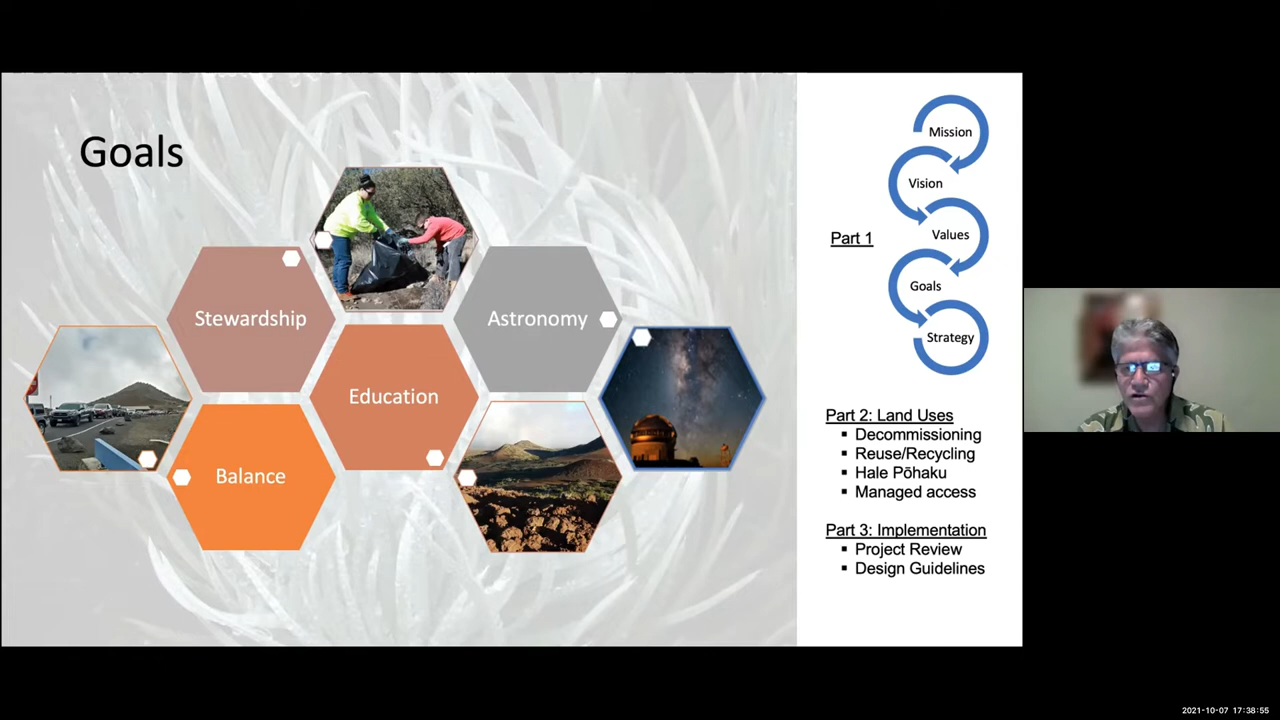 Goals
Stewardship
Astronomy
Education
Balance
Mission
Vision
Values
Goals
Strategy
Part 1
Part 2: Land Uses
▪ Decommissioning
▪ Reuse/Recycling
▪ Hale Pōhaku
▪ Managed access
Part 3: Implementation
▪ Project Review
▪ Design Guidelines
2021-10-07 17:38:55